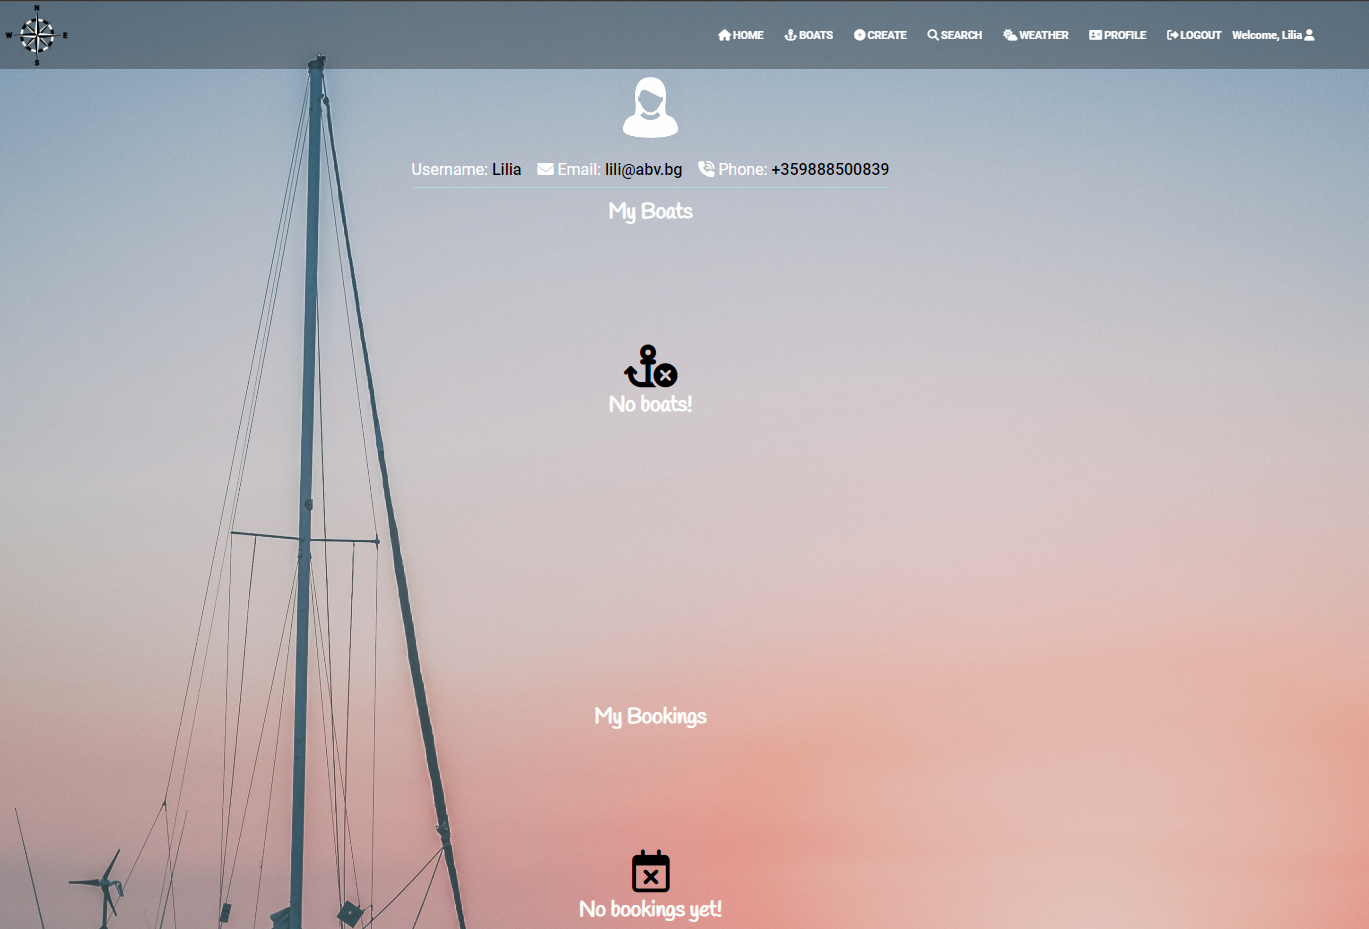 N
W E
S
HOME BOATS CREATE SEARCH WEATHER PROFILE LOGOUT Welcome, Lilia
Username: Lilia Email: lili@abv.bg Phone: +359888500839
My Boats
No boats!
My Bookings
No bookings yet!